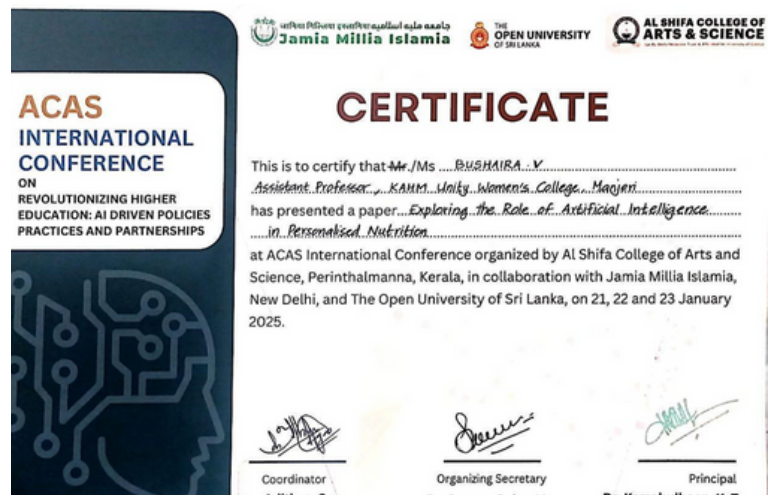 जामिया मिल्लिया इस्लामिया جامعه مليه اسلاميه
Jamia Millia Islamia
THE
OPEN UNIVERSITY
OF SRI LANKA
AL SHIFA COLLEGE OF
ARTS & SCIENCE
ACAS
INTERNATIONAL
CONFERENCE
ON
REVOLUTIONIZING HIGHER
EDUCATION: AI DRIVEN POLICIES
PRACTICES AND PARTNERSHIPS
CERTIFICATE
This is to certify that Mr./Ms BUSHAIRA V
Assistant Professor, KAHM Unity Women's College, Manjeri
has presented a paper Exploring the Role of Artificial Intelligence
in Personalised Nutrition
at ACAS International Conference organized by Al Shifa College of Arts and
Science, Perinthalmanna, Kerala, in collaboration with Jamia Millia Islamia,
New Delhi, and The Open University of Sri Lanka, on 21, 22 and 23 January
2025.
Coordinator
Organizing Secretary
Principal